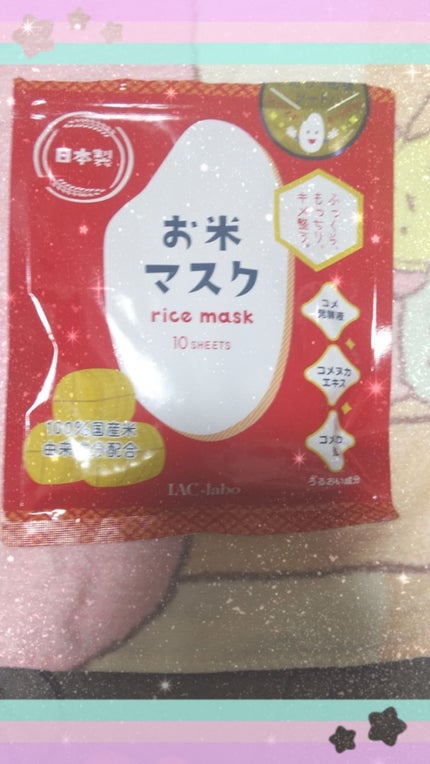 日本製
お米
マスク
rice mask
10 SHEETS
ふっくら、
もっちり。
キメ整う。
コメ
発酵液
コメヌカ
エキス
うるおい成分
100%国産米
由来
配合
LAC-labo